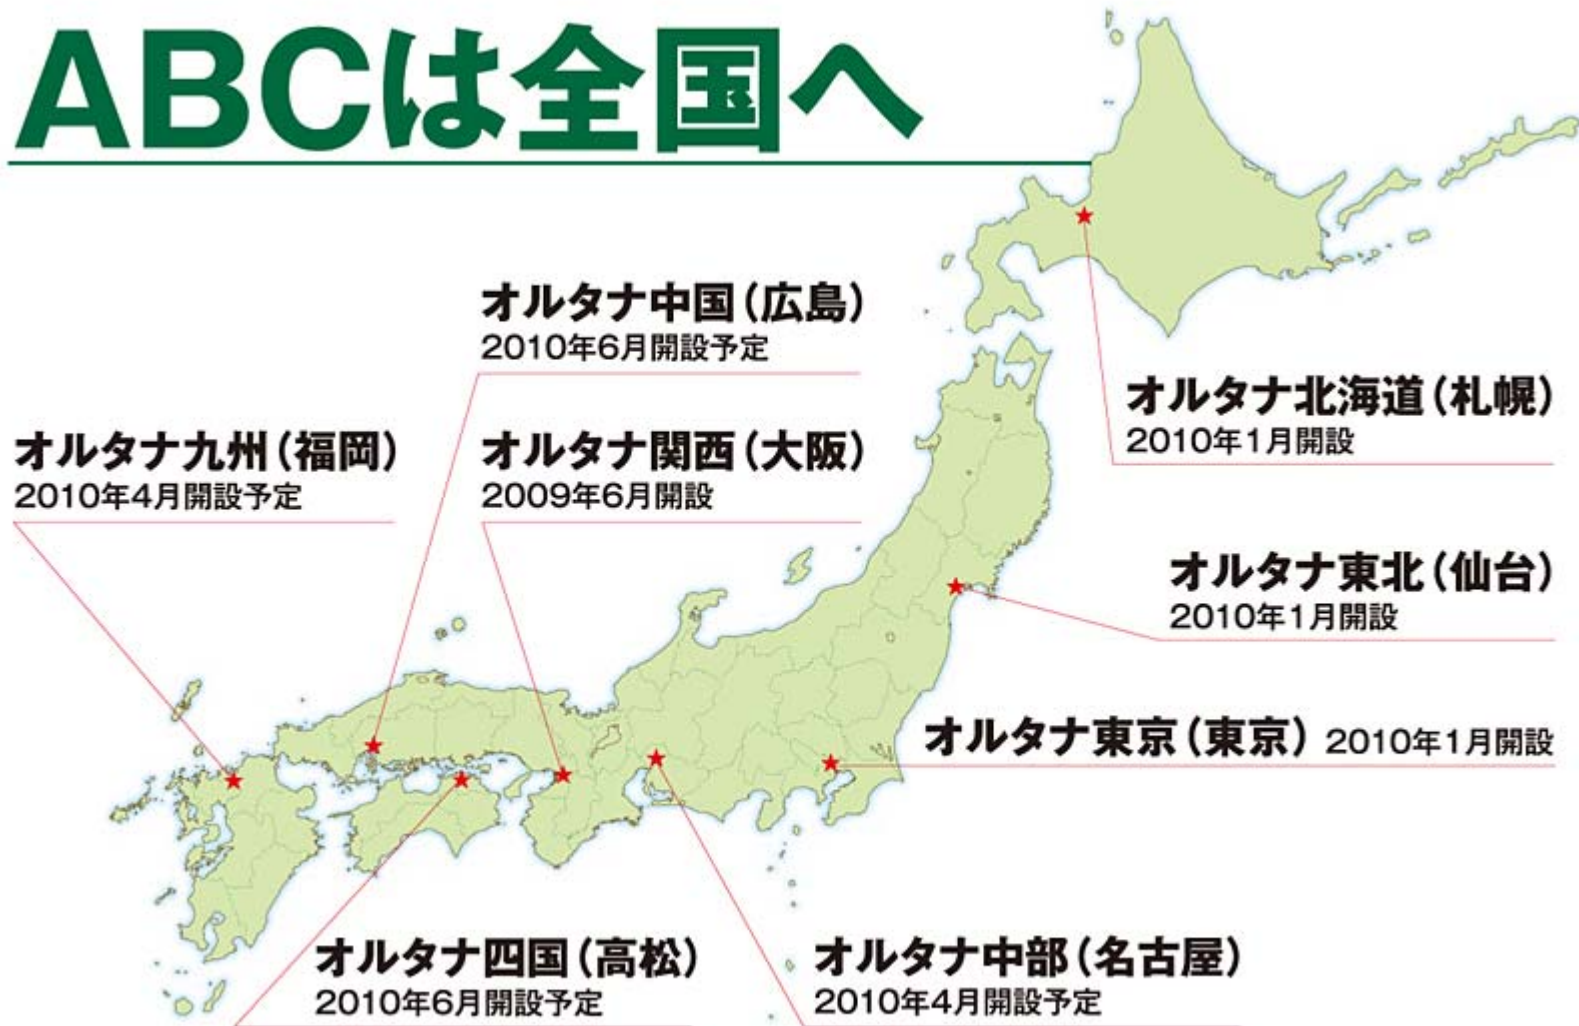 ABCは全国へ
オルタナ中国(広島)
2010年6月開設予定
オルタナ北海道(札幌)
2010年1月開設
オルタナ九州(福岡)
2010年4月開設予定
オルタナ関西(大阪)
2009年6月開設
オルタナ東北(仙台)
2010年1月開設
オルタナ東京(東京) 2010年1月開設
オルタナ四国(高松)
2010年6月開設予定
オルタナ中部(名古屋)
2010年4月開設予定